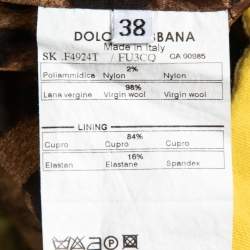 38
DOLC BBANA
Made in Italy
SK .F4924T / FU3CQ CA 90985
2%
Poliammidica Nylon Nylon
98%
Lana vergine Virgin wool Virgin wool
LINING
84%
Cupro Cupro Cupro
16%
Elastan Elastane Spandex
P